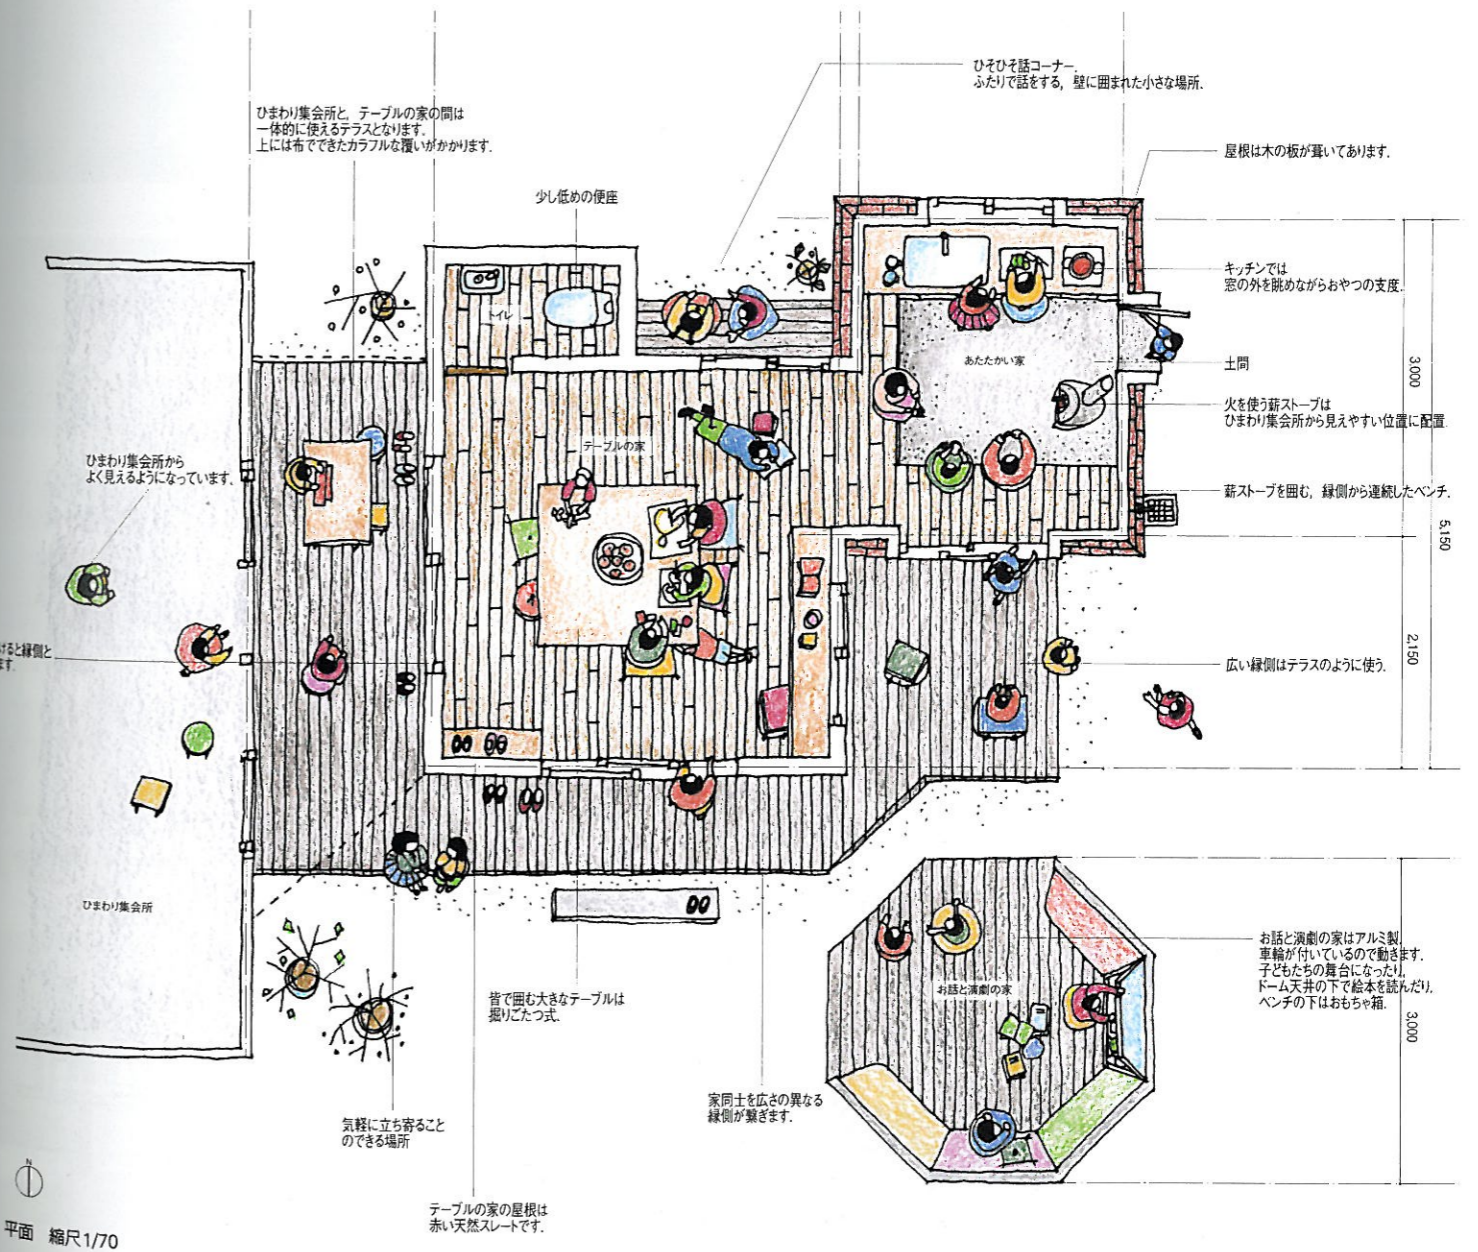 ひそひそ話コーナー.
ふたりで話をする，壁に囲まれた小さな場所.
ひまわり集会所と，テーブルの家の間は
一体的に使えるテラスとなります.
上には布でできたカラフルな覆いがかかります.
屋根は木の板が葺いてあります.
少し低めの便座
キッチンでは
窓の外を眺めながらおやつの支度.
トイレ
あたたかい家
土間
3,000
火を使う薪ストーブは
ひまわり集会所から見えやすい位置に配置.
テーブルの家
ひまわり集会所から
よく見えるようになっています.
薪ストーブを囲む，縁側から連続したベンチ.
5,150
2,150
けると縁側と
ます.
広い縁側はテラスのように使う.
ひまわり集会所
お話と演劇の家はアルミ製.
車輪が付いているので動きます.
子どもたちの舞台になったり,
ドーム天井の下で絵本を読んだり.
ベンチの下はおもちゃ箱.
お話と演劇の家
3,000
皆で囲む大きなテーブルは
掘りごたつ式.
家同士を広さの異なる
縁側が繋ぎます.
気軽に立ち寄ること
のできる場所
テーブルの家の屋根は
赤い天然スレートです.
N
平面 縮尺1/70